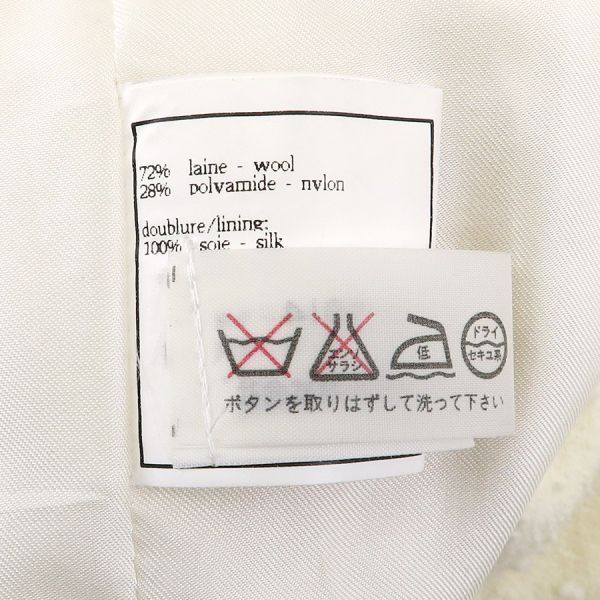 72% laine - wool
28% polyamide - nylon
doublure/lining:
100% soie - silk
エンソ
サラシ
低
ドライ
セキユ系
ボタンを取りはずして洗って下さい